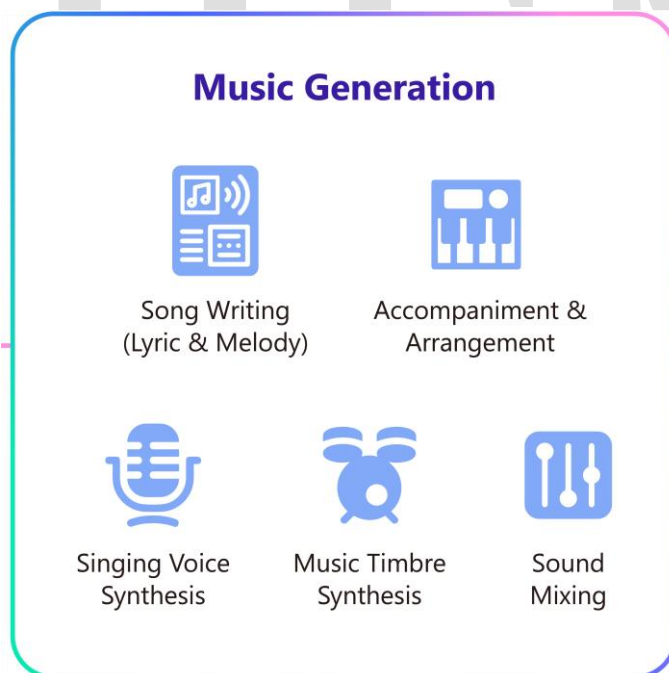 Music Generation
Song Writing
(Lyric & Melody)
Accompaniment &
Arrangement
Singing Voice
Synthesis
Music Timbre
Synthesis
Sound
Mixing